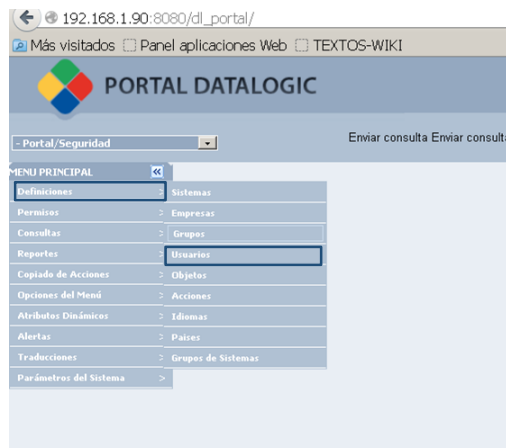 192.168.1.90:8080/dl_portal/
Más visitados Panel aplicaciones Web TEXTOS-WIKI
PORTAL DATALOGIC
- Portal/Seguridad
Enviar consulta Enviar consult
MENU PRINCIPAL «
Definiciones > Sistemas
Permisos > Empresas
Consultas > Grupos
Reportes > Usuarios
Copiado de Acciones > Objetos
Opciones del Menú > Acciones
Atributos Dinámicos > Idiomas
Alertas > Paises
Traducciones > Grupos de Sistemas
Parámetros del Sistema >